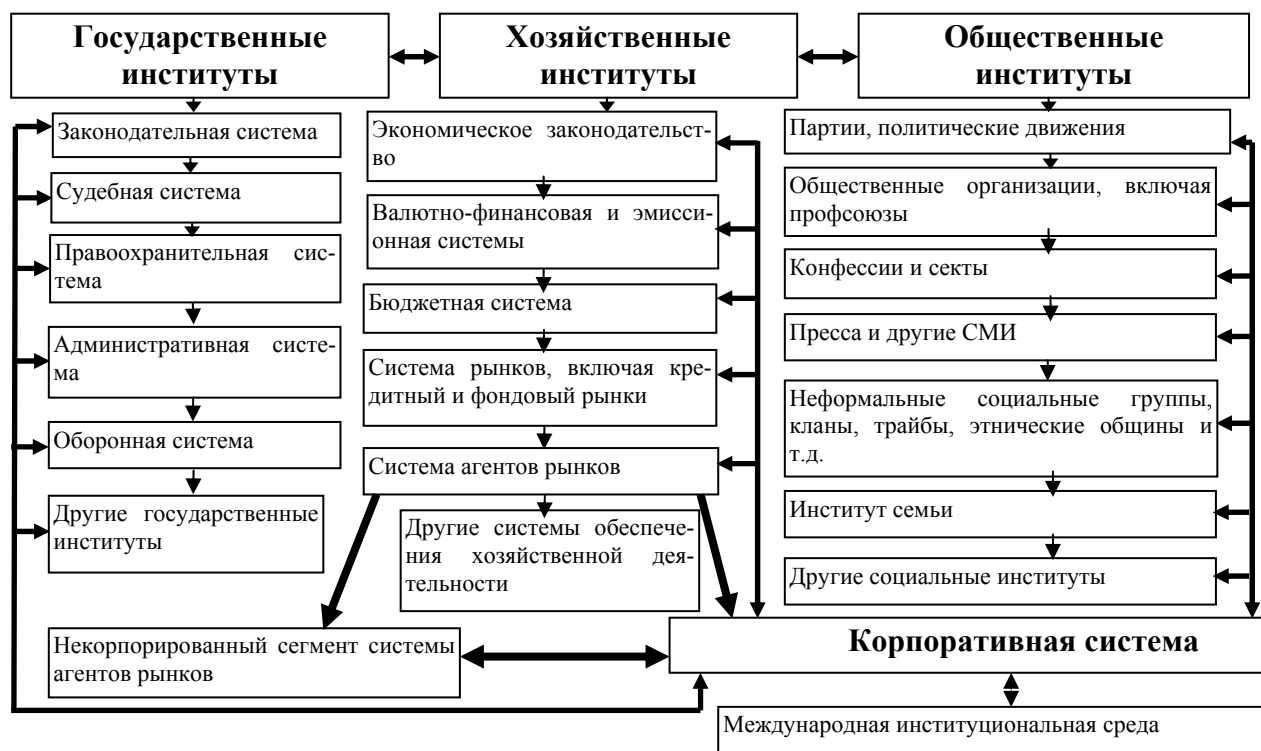 Государственные
институты
Хозяйственные
институты
Общественные
институты
Законодательная система
Судебная система
Правоохранительная сис-
тема
Административная систе-
ма
Оборонная система
Другие государственные
институты
Экономическое законодательст-
во
Валютно-финансовая и эмисси-
онная системы
Бюджетная система
Система рынков, включая кре-
дитный и фондовый рынки
Система агентов рынков
Другие системы обеспече-
ния хозяйственной дея-
тельности
Партии, политические движения
Общественные организации, включая
профсоюзы
Конфессии и секты
Пресса и другие СМИ
Неформальные социальные группы,
кланы, трайбы, этнические общины и
т.д.
Институт семьи
Другие социальные институты
Некорпорированный сегмент системы
агентов рынков
Корпоративная система
Международная институциональная среда